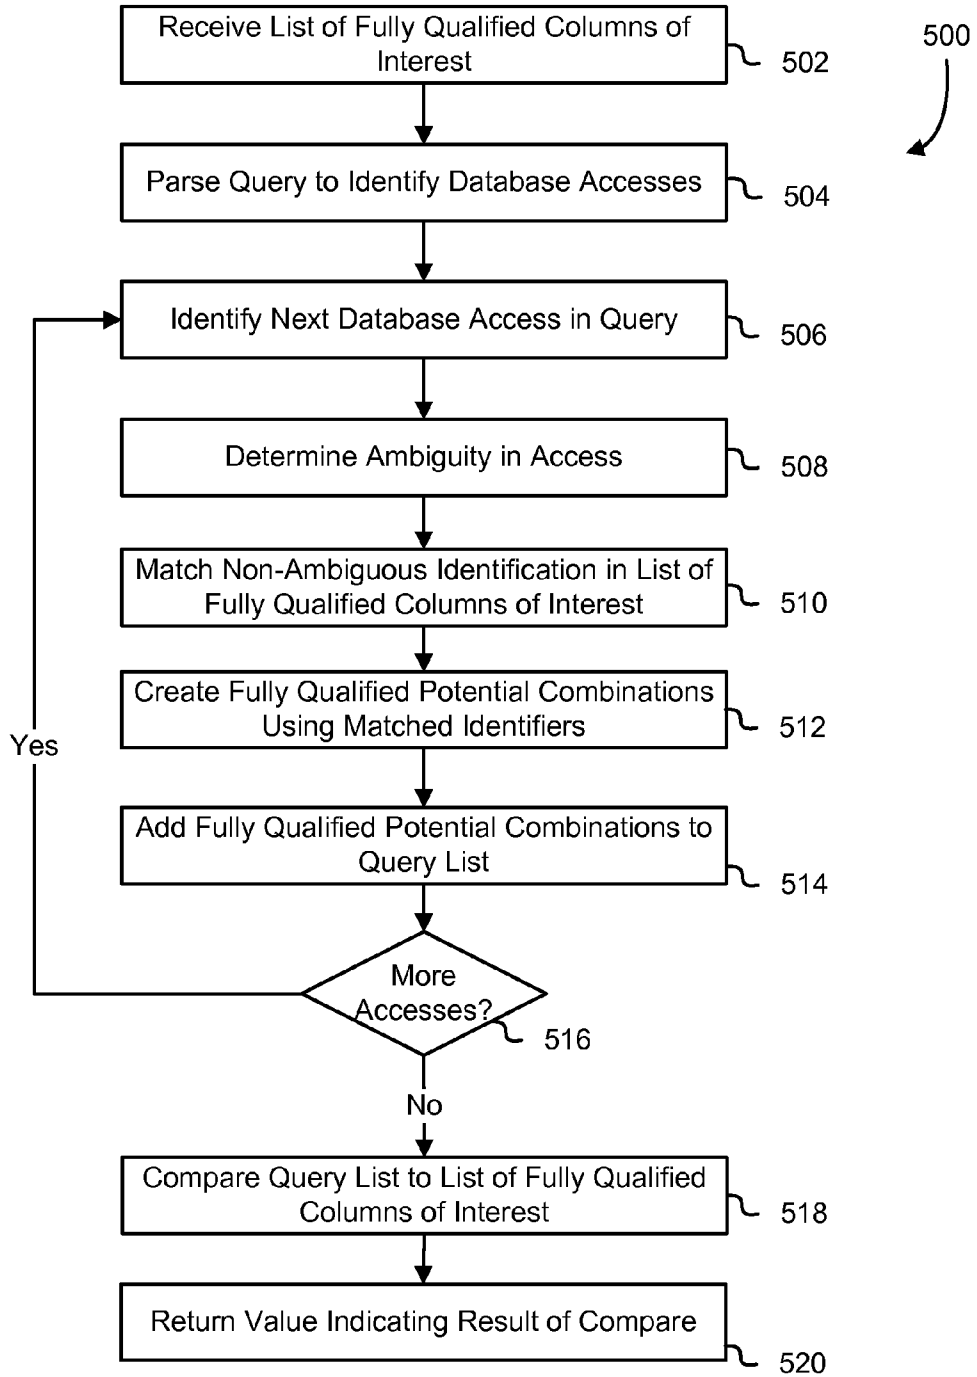 Receive List of Fully Qualified Columns of
Interest
502
500
Parse Query to Identify Database Accesses
504
Identify Next Database Access in Query
506
Determine Ambiguity in Access
508
Match Non-Ambiguous Identification in List of
Fully Qualified Columns of Interest
510
Create Fully Qualified Potential Combinations
Using Matched Identifiers
512
Yes
Add Fully Qualified Potential Combinations to
Query List
514
More
Accesses?
516
No
Compare Query List to List of Fully Qualified
Columns of Interest
518
Return Value Indicating Result of Compare
520